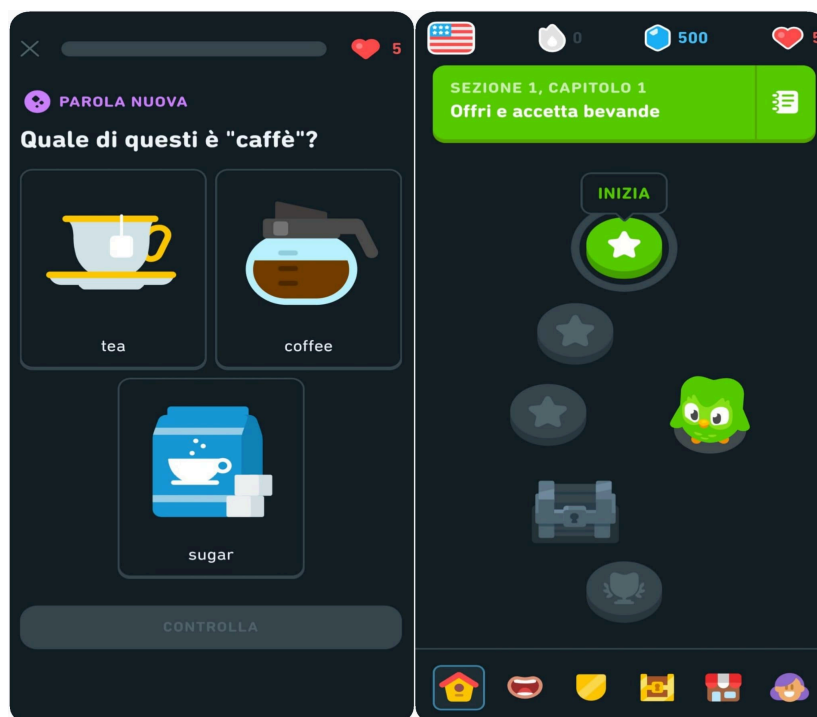 5
PAROLA NUOVA
Quale di questi è "caffè"?
tea
coffee
sugar
CONTROLLA
0
500
5
SEZIONE 1, CAPITOLO 1
Offri e accetta bevande
INIZIA